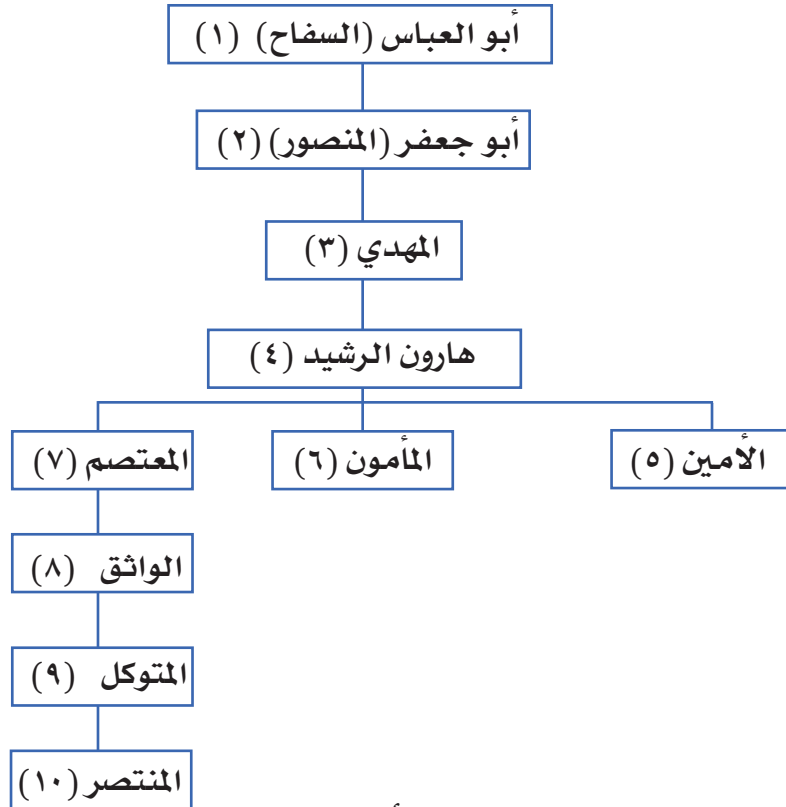 أبو العباس (السفاح) (١)
أبو جعفر (المنصور) (٢)
المهدي (٣)
هارون الرشيد (٤)
الأمين (٥)
المأمون (٦)
المعتصم (٧)
الواثق (٨)
المتوكل (٩)
المنتصر (١٠)